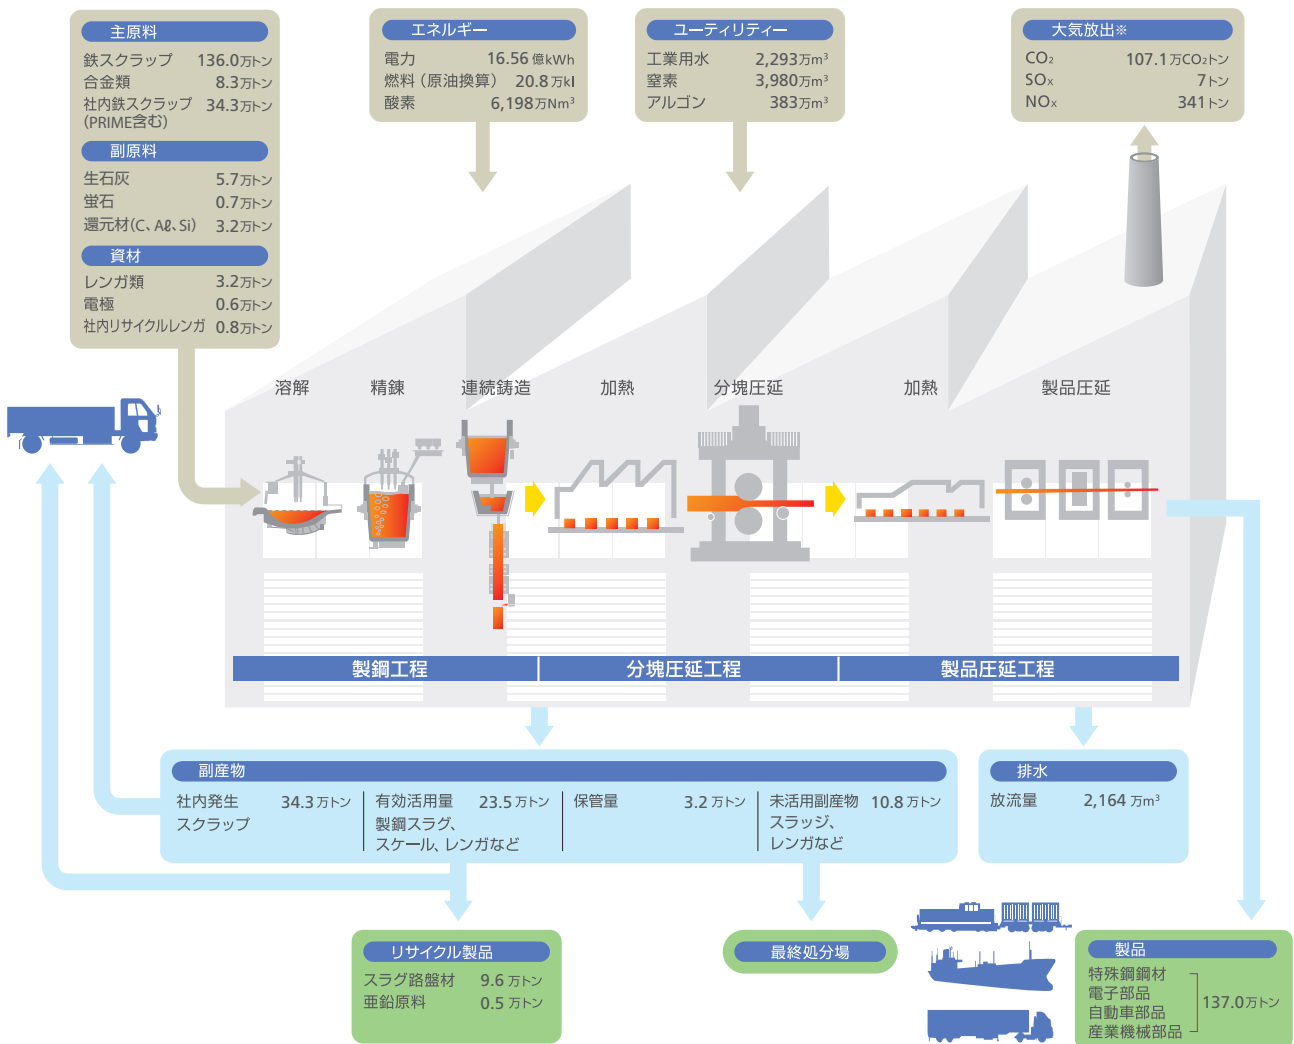 主原料
鉄スクラップ 136.0万トン
合金類 8.3万トン
社内鉄スクラップ 34.3万トン
(PRIME含む)
副原料
生石灰 5.7万トン
蛍石 0.7万トン
還元材(C、Aℓ、Si) 3.2万トン
資材
レンガ類 3.2万トン
電極 0.6万トン
社内リサイクルレンガ 0.8万トン
エネルギー
電力 16.56億kWh
燃料(原油換算) 20.8万kl
酸素 6,198万Nm³
ユーティリティー
工業用水 2,293万m³
窒素 3,980万m³
アルゴン 383万m³
大気放出※
CO₂ 107.1万CO₂トン
SOx 7トン
NOx 341トン
溶解 精錬 連続鋳造 加熱 分塊圧延 加熱 製品圧延
製鋼工程 分塊圧延工程 製品圧延工程
副産物
社内発生 34.3万トン
スクラップ
有効活用量 23.5万トン
製鋼スラグ、
スケール、レンガなど
保管量 3.2万トン
未活用副産物 10.8万トン
スラッジ、
レンガなど
排水
放流量 2,164万m³
リサイクル製品
スラグ路盤材 9.6万トン
亜鉛原料 0.5万トン
最終処分場
製品
特殊鋼鋼材
電子部品
自動車部品
産業機械部品
137.0万トン